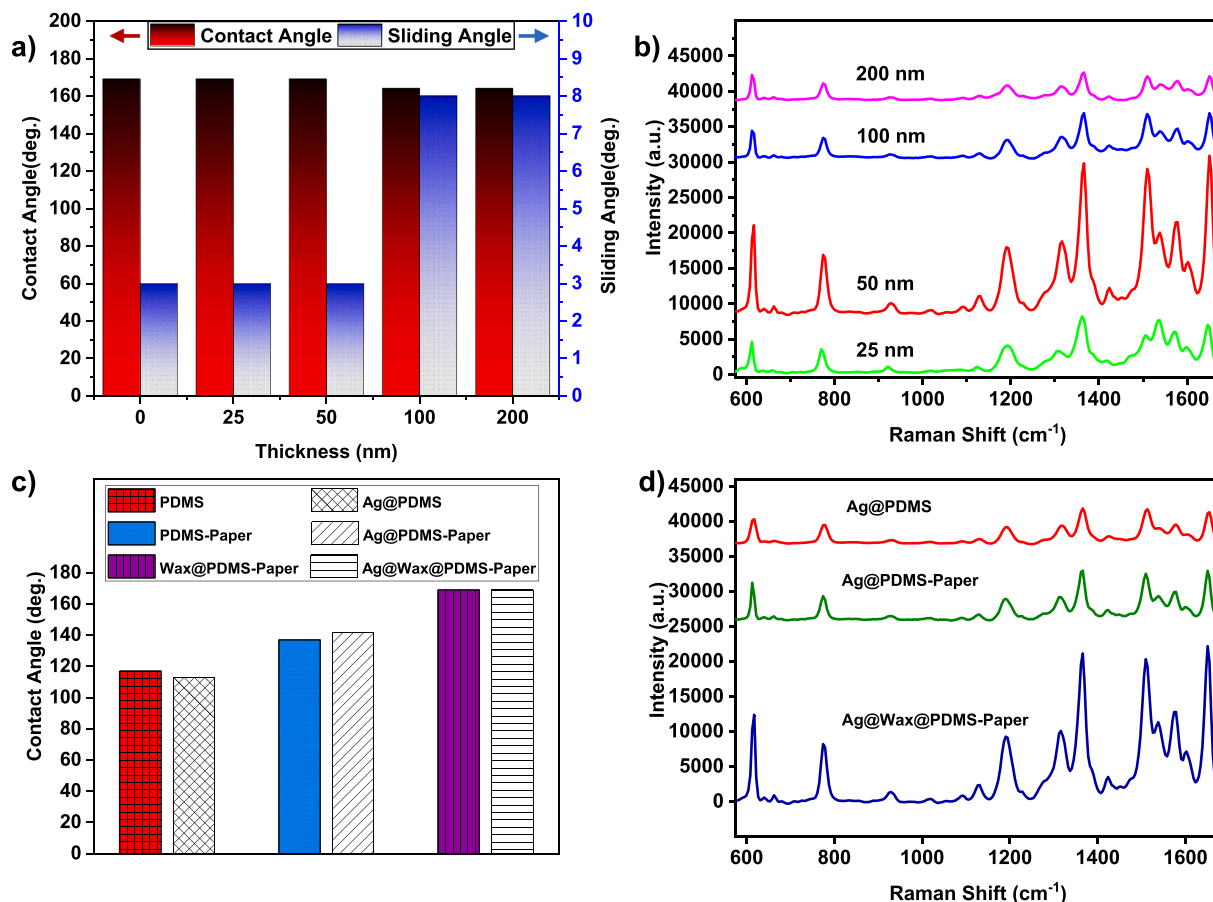 a)
Contact Angle
Sliding Angle
200
180
160
140
120
100
80
60
40
20
0
Contact Angle(deg.)
10
9
8
7
6
5
4
3
2
1
0
Sliding Angle(deg.)
0
25
50
100
200
Thickness (nm)
b)
45000
40000
35000
30000
25000
20000
15000
10000
5000
0
Intensity (a.u.)
200 nm
100 nm
50 nm
25 nm
600
800
1000
1200
1400
1600
Raman Shift (cm⁻¹)
c)
PDMS
Ag@PDMS
PDMS-Paper
Ag@PDMS-Paper
Wax@PDMS-Paper
Ag@Wax@PDMS-Paper
180
160
140
120
100
80
60
40
20
0
Contact Angle (deg.)
d)
45000
40000
35000
30000
25000
20000
15000
10000
5000
0
Intensity (a.u.)
Ag@PDMS
Ag@PDMS-Paper
Ag@Wax@PDMS-Paper
600
800
1000
1200
1400
1600
Raman Shift (cm⁻¹)